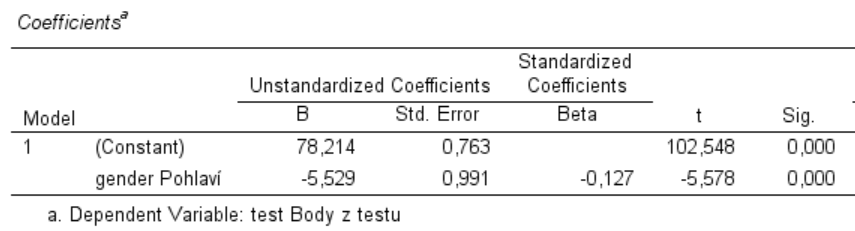 Coefficientsᵃ
Standardized
Unstandardized Coefficients Coefficients
Model B Std. Error Beta t Sig.
1 (Constant) 78,214 0,763 102,548 0,000
gender Pohlaví -5,529 0,991 -0,127 -5,578 0,000
a. Dependent Variable: test Body z testu